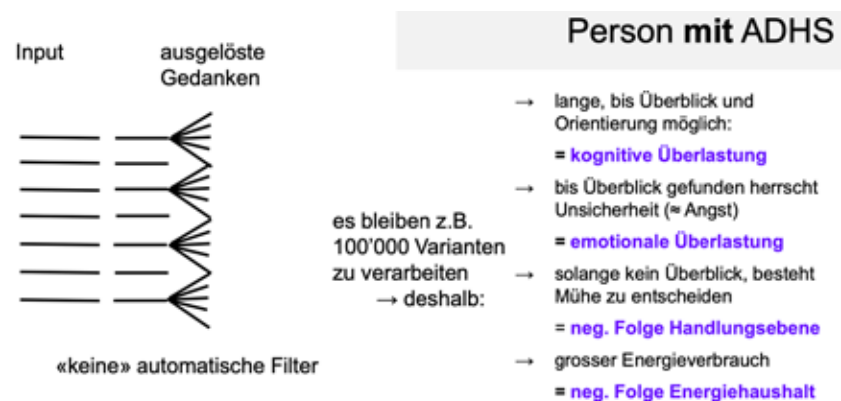 Person mit ADHS
Input
ausgelöste
Gedanken
«keine» automatische Filter
es bleiben z.B.
100'000 Varianten
zu verarbeiten
→ deshalb:
→ lange, bis Überblick und
Orientierung möglich:
= kognitive Überlastung
→ bis Überblick gefunden herrscht
Unsicherheit (≈ Angst)
= emotionale Überlastung
→ solange kein Überblick, besteht
Mühe zu entscheiden
= neg. Folge Handlungsebene
→ grosser Energieverbrauch
= neg. Folge Energiehaushalt